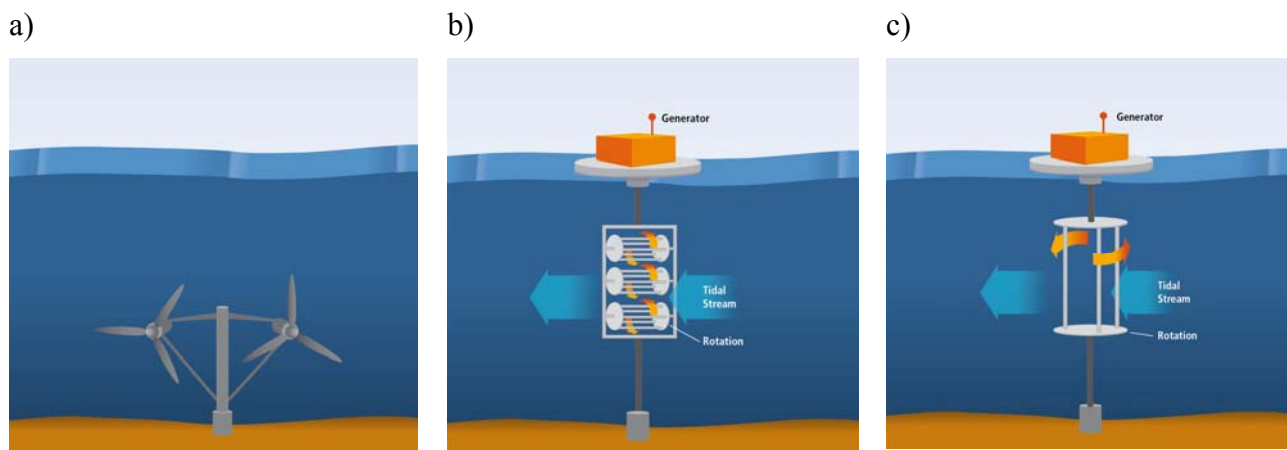 a)
b)
c)
Generator
Tidal
Stream
Rotation
Generator
Tidal
Stream
Rotation